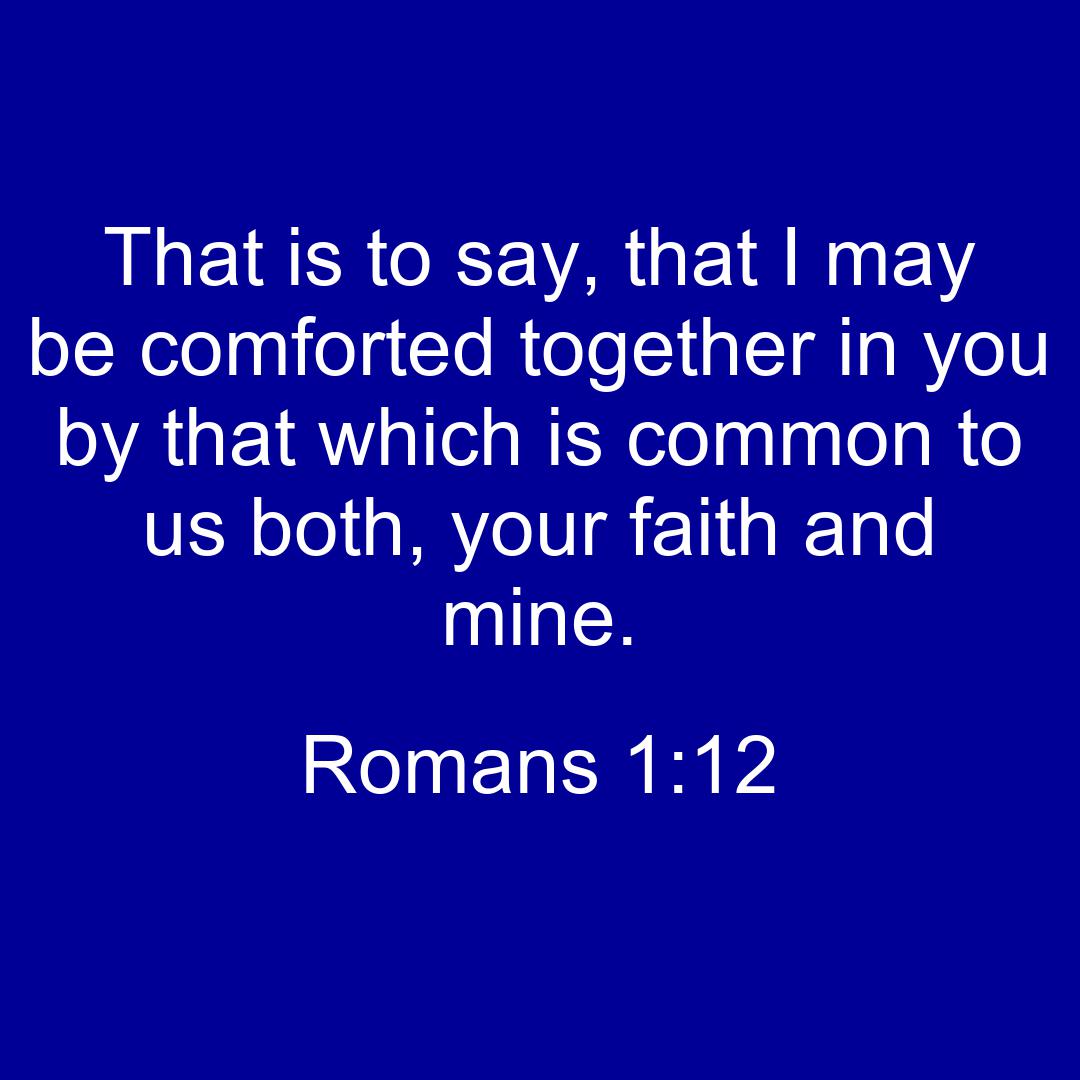 That is to say, that I may
be comforted together in you
by that which is common to
us both, your faith and
mine.
Romans 1:12